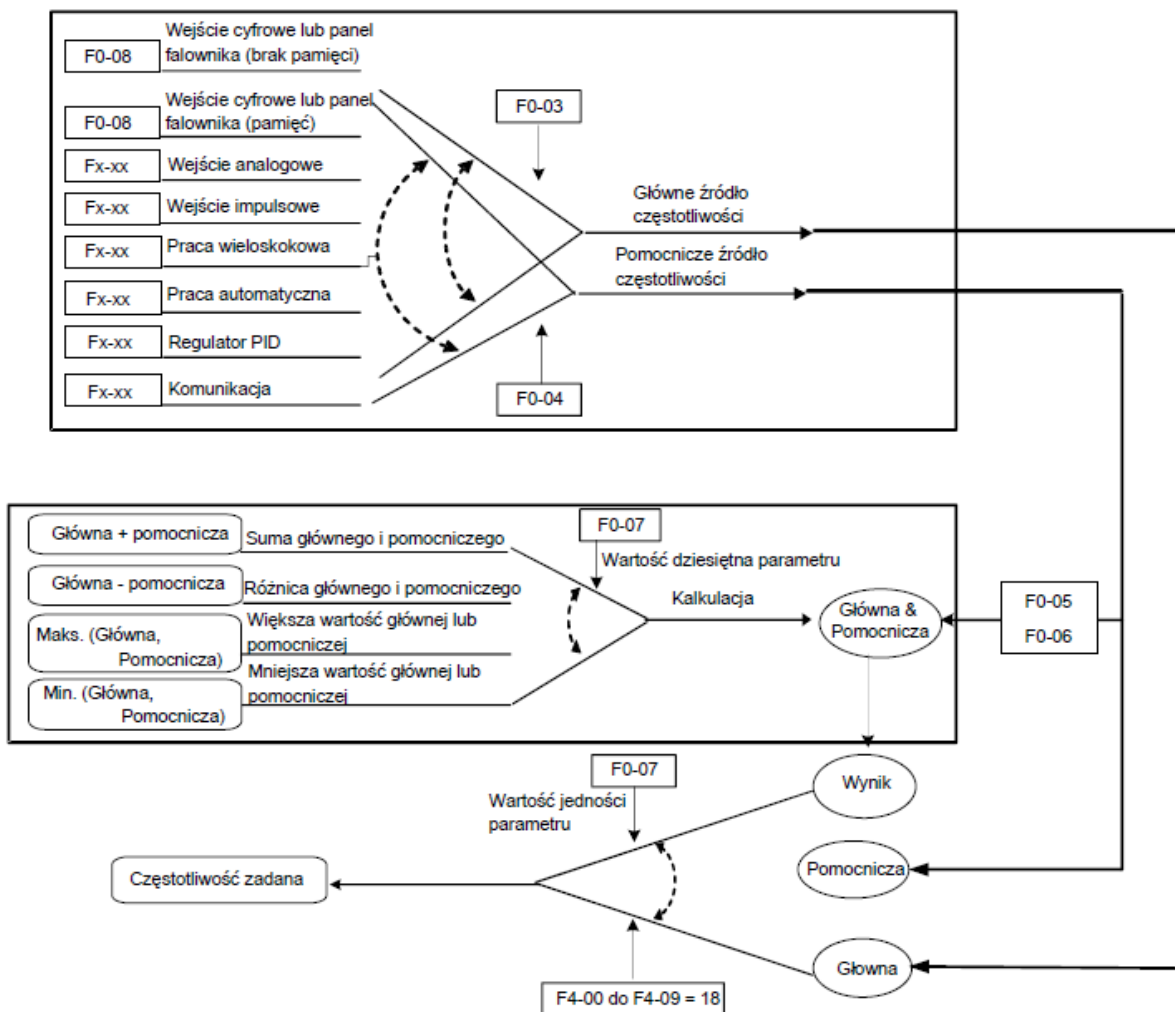 Wejście cyfrowe lub panel
F0-08 falownika (brak pamięci)
Wejście cyfrowe lub panel
F0-08 falownika (pamięć)
F0-03
Fx-xx Wejście analogowe
Fx-xx Wejście impulsowe
Fx-xx Praca wieloskokowa
Fx-xx Praca automatyczna
Fx-xx Regulator PID
Fx-xx Komunikacja
F0-04
Główne źródło
częstotliwości
Pomocnicze źródło
częstotliwości
Główna + pomocnicza Suma głównego i pomocniczego
Główna - pomocnicza Różnica głównego i pomocniczego
Maks. (Główna,
Pomocnicza)
Większa wartość głównej lub
pomocniczej
Min. (Główna,
Pomocnicza)
Mniejsza wartość głównej lub
pomocniczej
F0-07
Wartość dziesiętna parametru
Kalkulacja
Główna &
Pomocnicza
F0-05
F0-06
F0-07
Wartość jedności
parametru
Wynik
Częstotliwość zadana
Pomocnicza
Głowna
F4-00 do F4-09 = 18